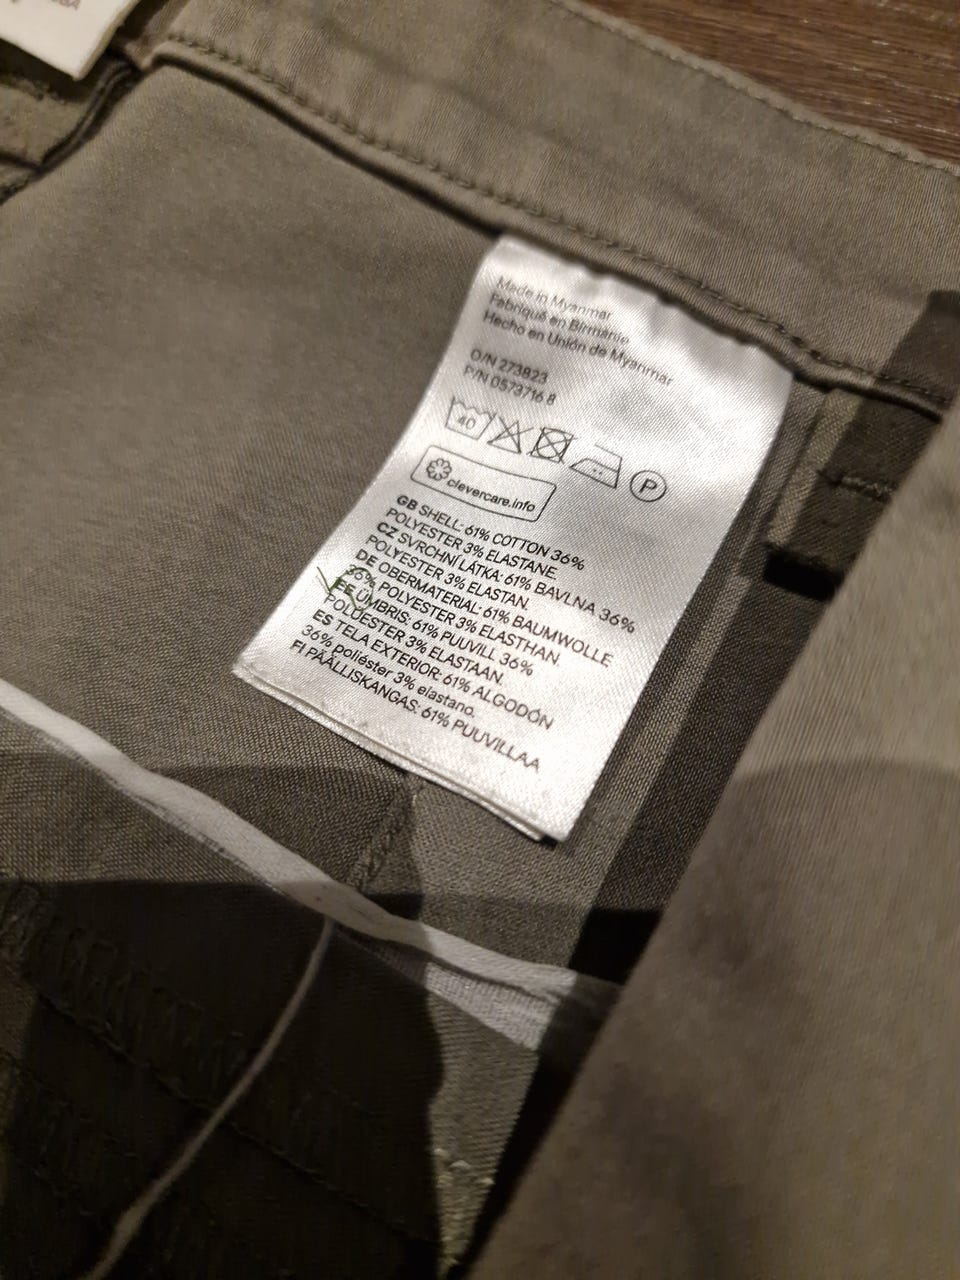 Made in Myanmar
Fabriqué en Birmanie
Hecho en Unión de Myanmar
O/N 273823
P/N 0573716 8
40
P
clevercare.info
GB SHELL: 61% COTTON 36%
POLYESTER 3% ELASTANE.
CZ SVRCHNÍ LÁTKA: 61% BAVLNA 36%
POLYESTER 3% ELASTAN.
DE OBERMATERIAL: 61% BAUMWOLLE
36% POLYESTER 3% ELASTHAN.
EE ÜMBRIS: 61% PUUVILL 36%
POLÜESTER 3% ELASTAAN.
ES TELA EXTERIOR: 61% ALGODÓN
36% poliéster 3% elastano.
FI PÄÄLLISKANGAS: 61% PUUVILLAA